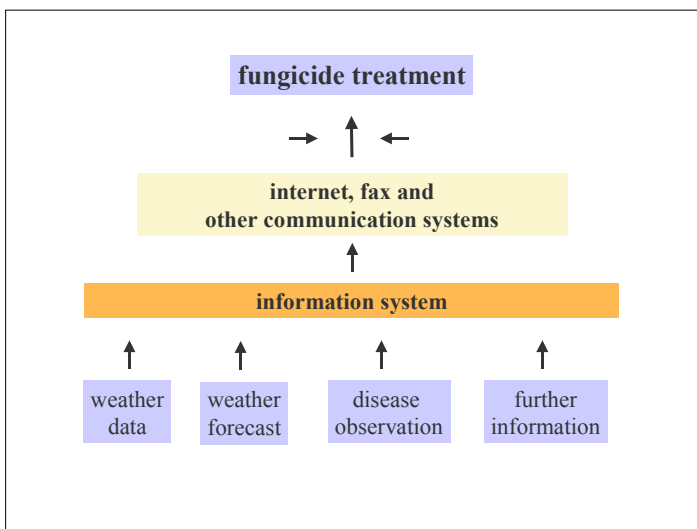 fungicide treatment
internet, fax and
other communication systems
information system
weather
data
weather
forecast
disease
observation
further
information